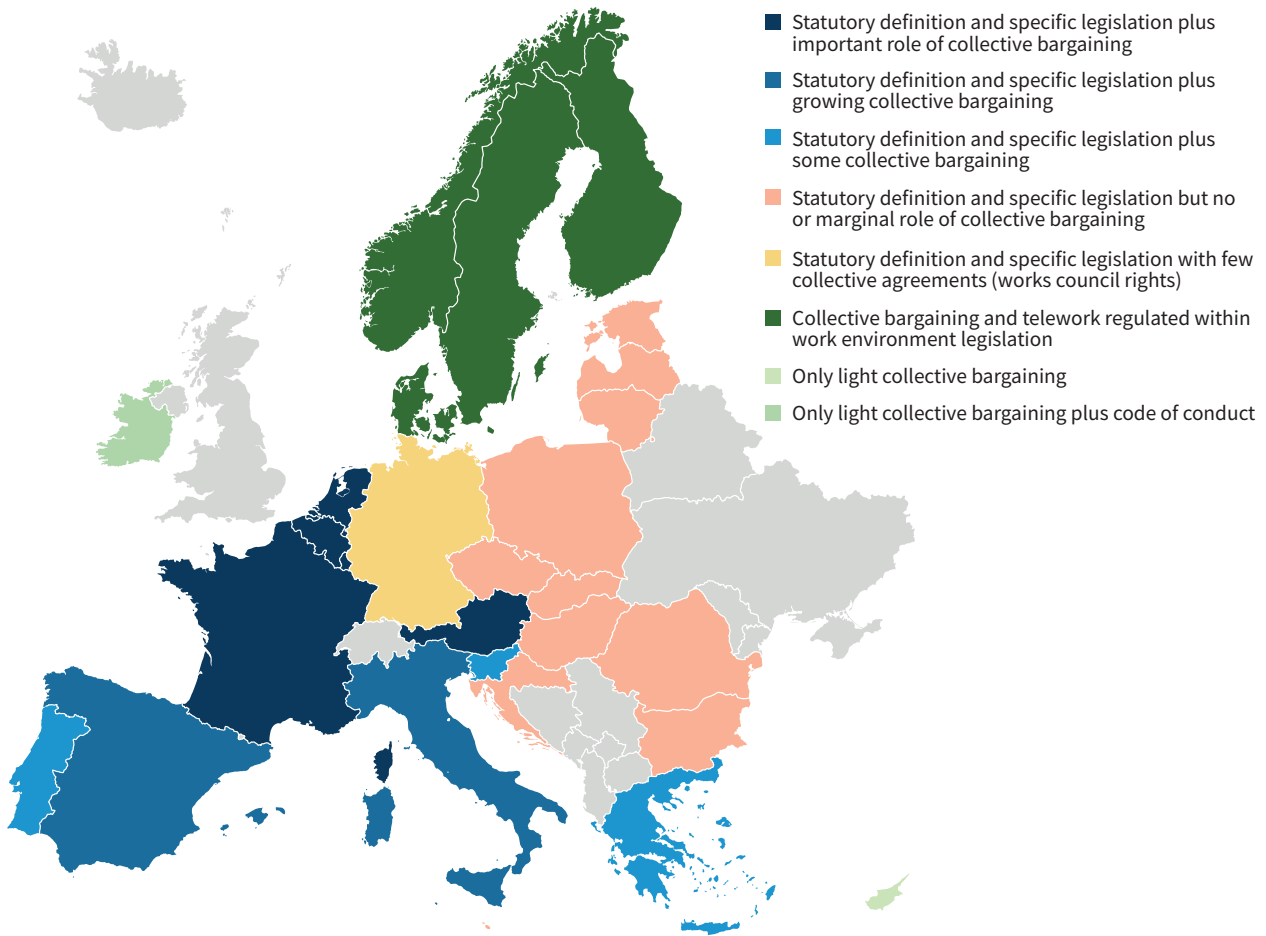 Statutory definition and specific legislation plus
important role of collective bargaining
Statutory definition and specific legislation plus
growing collective bargaining
Statutory definition and specific legislation plus
some collective bargaining
Statutory definition and specific legislation but no
or marginal role of collective bargaining
Statutory definition and specific legislation with few
collective agreements (works council rights)
Collective bargaining and telework regulated within
work environment legislation
Only light collective bargaining
Only light collective bargaining plus code of conduct